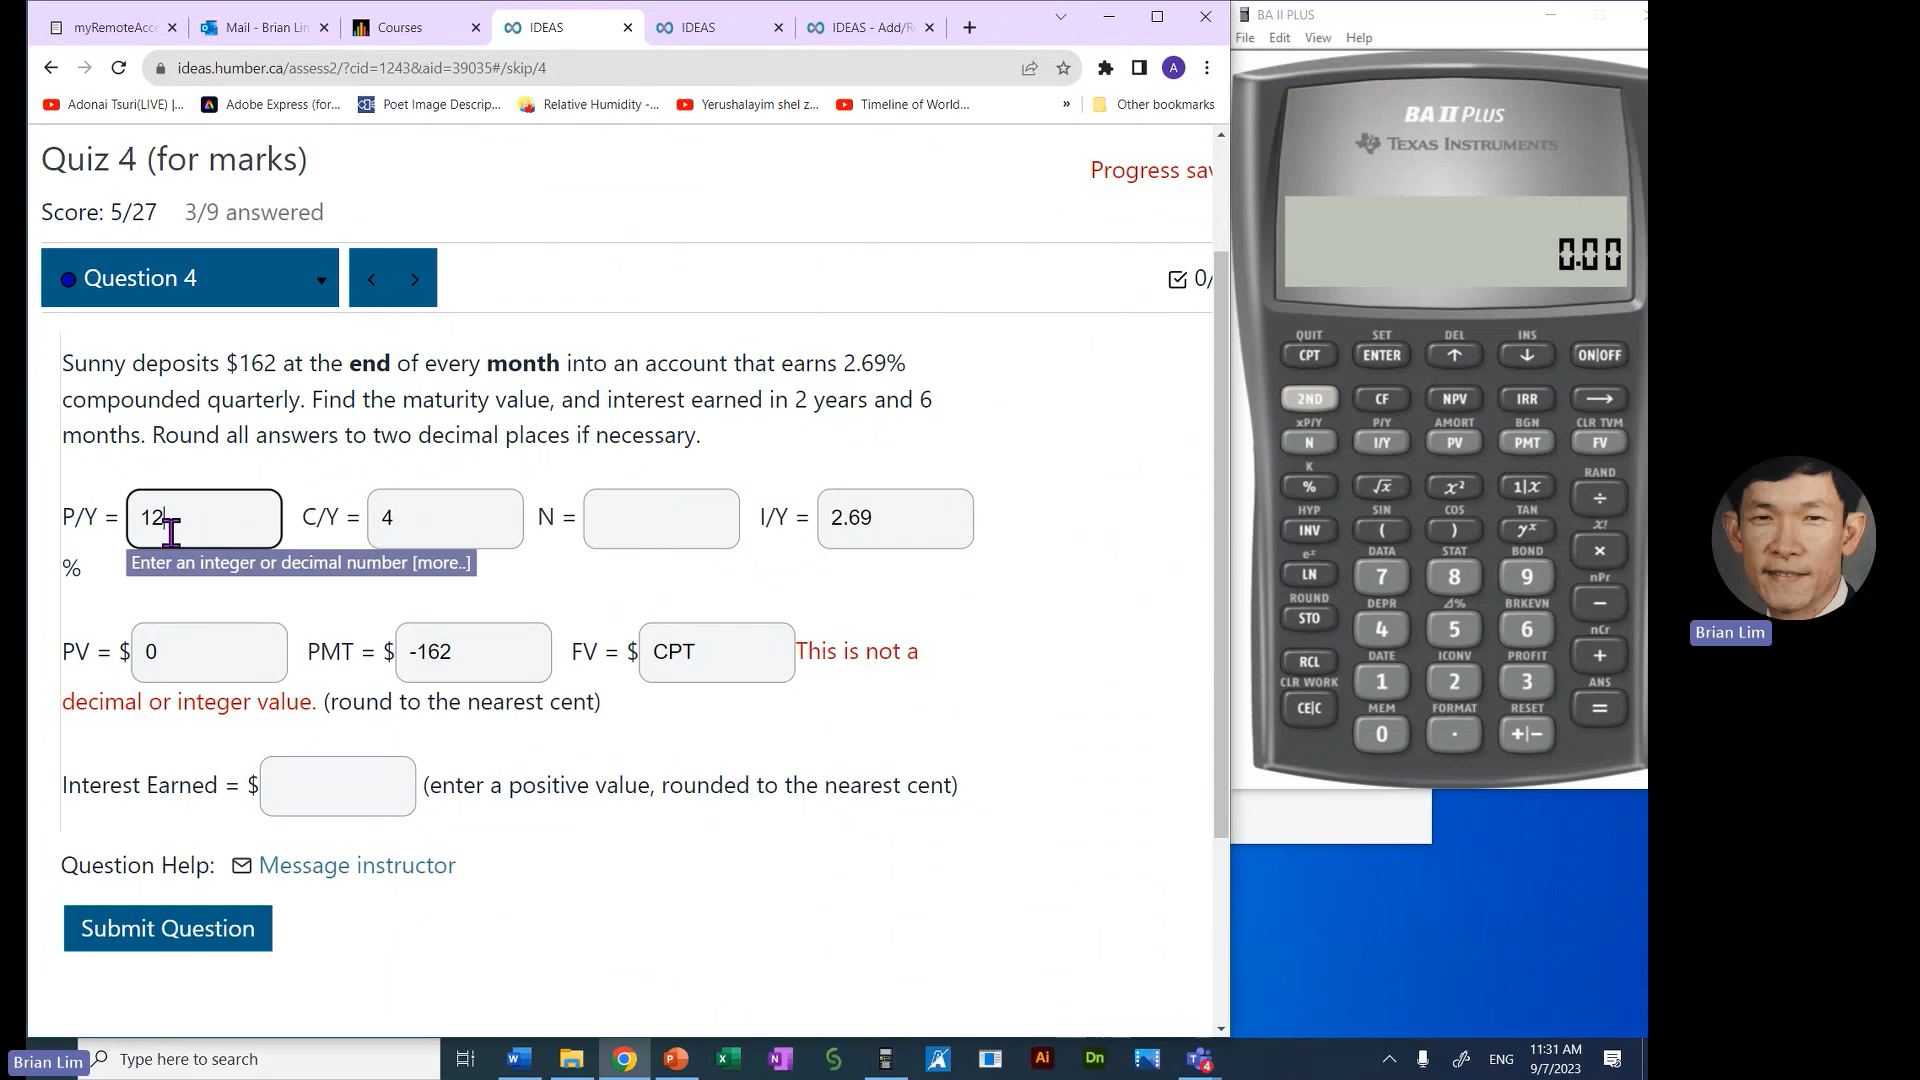 myRemoteAcce
Mail - Brian Lim
Courses
IDEAS
IDEAS
IDEAS - Add/R
ideas.humber.ca/assess2/?cid=1243&aid=39035#/skip/4
A
Adonai Tsuri(LIVE) |...
Adobe Express (for...
Poet Image Descrip...
Relative Humidity -...
Yerushalayim shel z...
Timeline of World...
»
Other bookmarks
Quiz 4 (for marks)
Progress sav
Score: 5/27 3/9 answered
Question 4
< >
0/
Sunny deposits $162 at the end of every month into an account that earns 2.69%
compounded quarterly. Find the maturity value, and interest earned in 2 years and 6
months. Round all answers to two decimal places if necessary.
P/Y = 12 C/Y = 4 N = I/Y = 2.69
%
Enter an integer or decimal number [more..]
PV = $ 0 PMT = $ -162 FV = $ CPT This is not a
decimal or integer value. (round to the nearest cent)
Interest Earned = $ (enter a positive value, rounded to the nearest cent)
Question Help: Message instructor
Submit Question
BA II PLUS
File Edit View Help
BA II PLUS
TEXAS INSTRUMENTS
0.00
QUIT SET DEL INS
CPT ENTER ↑ ↓ ON|OFF
2ND CF NPV IRR →
xP/Y P/Y AMORT BGN CLR TVM
N I/Y PV PMT FV
K RAND
% √x x² 1|x ÷
HYP SIN COS TAN x!
INV ( ) yˣ ×
eˣ DATA STAT BOND nPr
LN 7 8 9 −
ROUND DEPR Δ% BRKEVN nCr
STO 4 5 6 +
DATE ICONV PROFIT
RCL 1 2 3
CLR WORK MEM FORMAT RESET ANS
CE|C 0 . +|− =
Brian Lim
Brian Lim
Type here to search
Ai
Dn
4
ENG
11:31 AM
9/7/2023